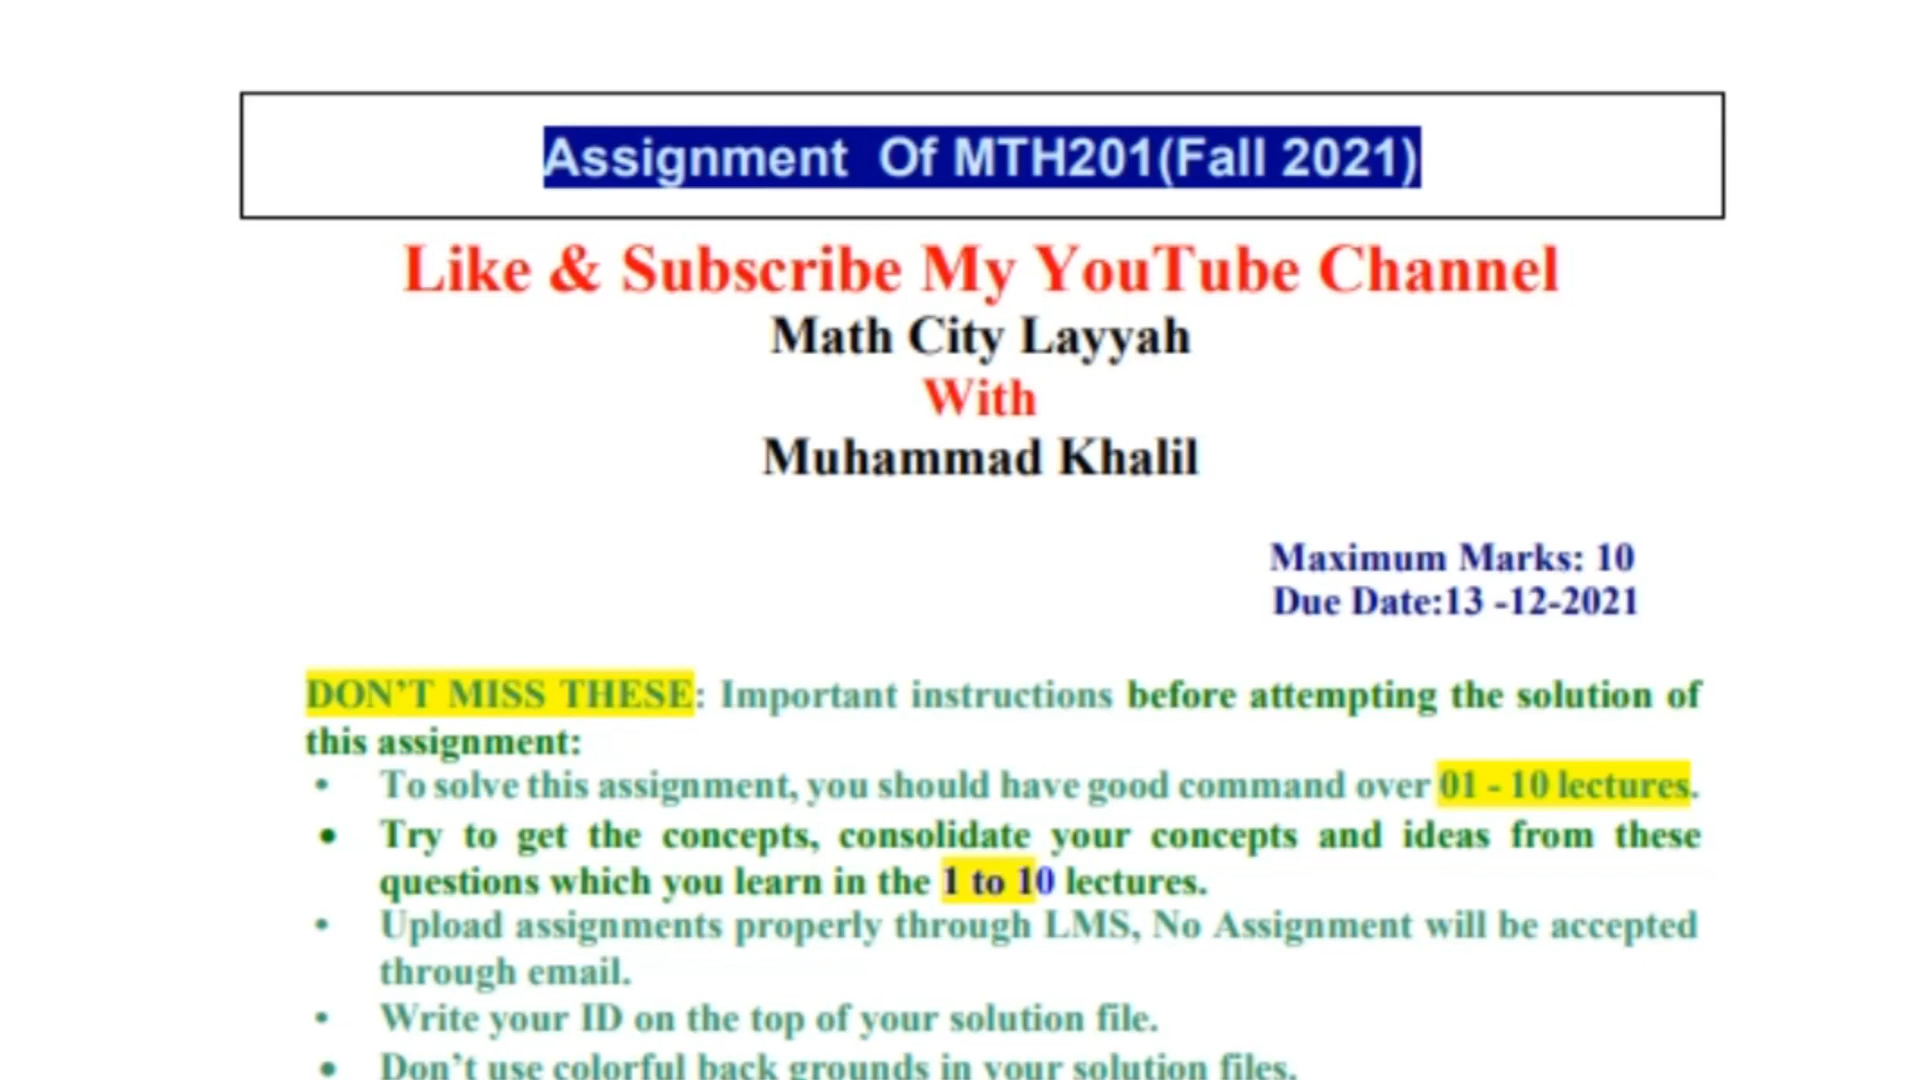 Assignment Of MTH201(Fall 2021)
Like & Subscribe My YouTube Channel
Math City Layyah
With
Muhammad Khalil
Maximum Marks: 10
Due Date:13 -12-2021
DON’T MISS THESE: Important instructions before attempting the solution of
this assignment:
• To solve this assignment, you should have good command over 01 - 10 lectures.
• Try to get the concepts, consolidate your concepts and ideas from these
questions which you learn in the 1 to 10 lectures.
• Upload assignments properly through LMS, No Assignment will be accepted
through email.
• Write your ID on the top of your solution file.
• Don’t use colorful back grounds in your solution files.